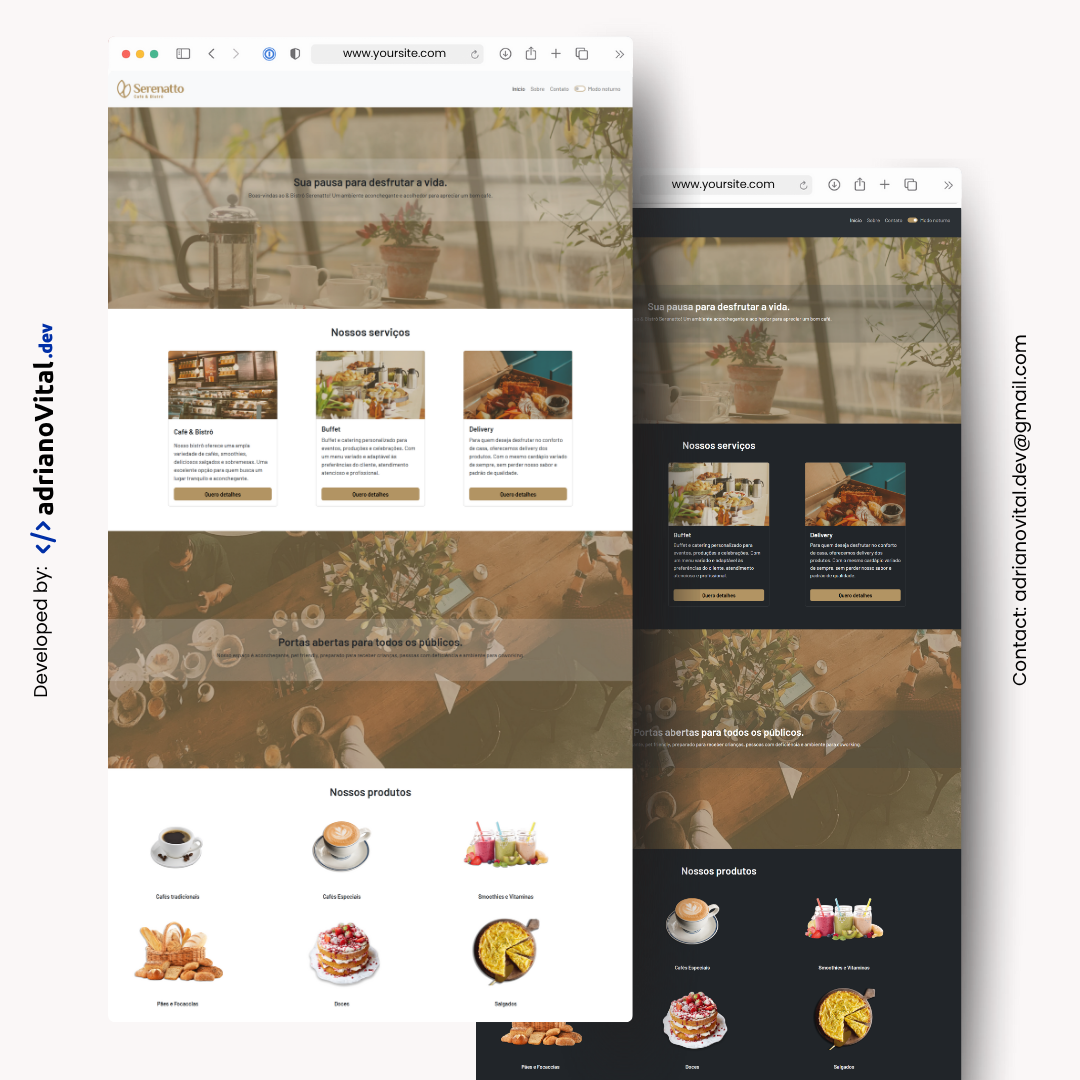 www.yoursite.com
Serenatto
Café & Bistrô
Início Sobre Contato Modo noturno
Sua pausa para desfrutar a vida.
Boas-vindas ao & Bistrô Serenatto! Um ambiente aconchegante e acolhedor para apreciar um bom café.
Nossos serviços
Café & Bistrô
Nosso bistrô oferece uma ampla
variedade de cafés, smoothies,
deliciosos salgados e sobremesas. Uma
excelente opção para quem busca um
lugar tranquilo e aconchegante.
Quero detalhes
Buffet
Buffet e catering personalizado para
eventos, produções e celebrações. Com
um menu variado e adaptável às
preferências do cliente, atendimento
atencioso e profissional.
Quero detalhes
Delivery
Para quem deseja desfrutar no conforto
de casa, oferecemos delivery dos
produtos. Com o mesmo cardápio variado
de sempre, sem perder nosso sabor e
padrão de qualidade.
Quero detalhes
Portas abertas para todos os públicos.
Nosso espaço é aconchegante, pet friendly, preparado para receber crianças, pessoas com deficiência e ambiente para coworking.
Nossos produtos
Cafés tradicionais
Cafés Especiais
Smoothies e Vitaminas
Pães e Focaccias
Doces
Salgados
www.yoursite.com
Início Sobre Contato Modo noturno
Sua pausa para desfrutar a vida.
& Bistrô Serenatto! Um ambiente aconchegante e acolhedor para apreciar um bom café.
Nossos serviços
Buffet
Buffet e catering personalizado para
eventos, produções e celebrações. Com
um menu variado e adaptável às
preferências do cliente, atendimento
atencioso e profissional.
Quero detalhes
Delivery
Para quem deseja desfrutar no conforto
de casa, oferecemos delivery dos
produtos. Com o mesmo cardápio variado
de sempre, sem perder nosso sabor e
padrão de qualidade.
Quero detalhes
Portas abertas para todos os públicos.
pet friendly, preparado para receber crianças, pessoas com deficiência e ambiente para coworking.
Nossos produtos
Cafés Especiais
Smoothies e Vitaminas
Pães e Focaccias
Doces
Salgados
Developed by: </> adrianoVital.dev
Contact: adrianovital.dev@gmail.com